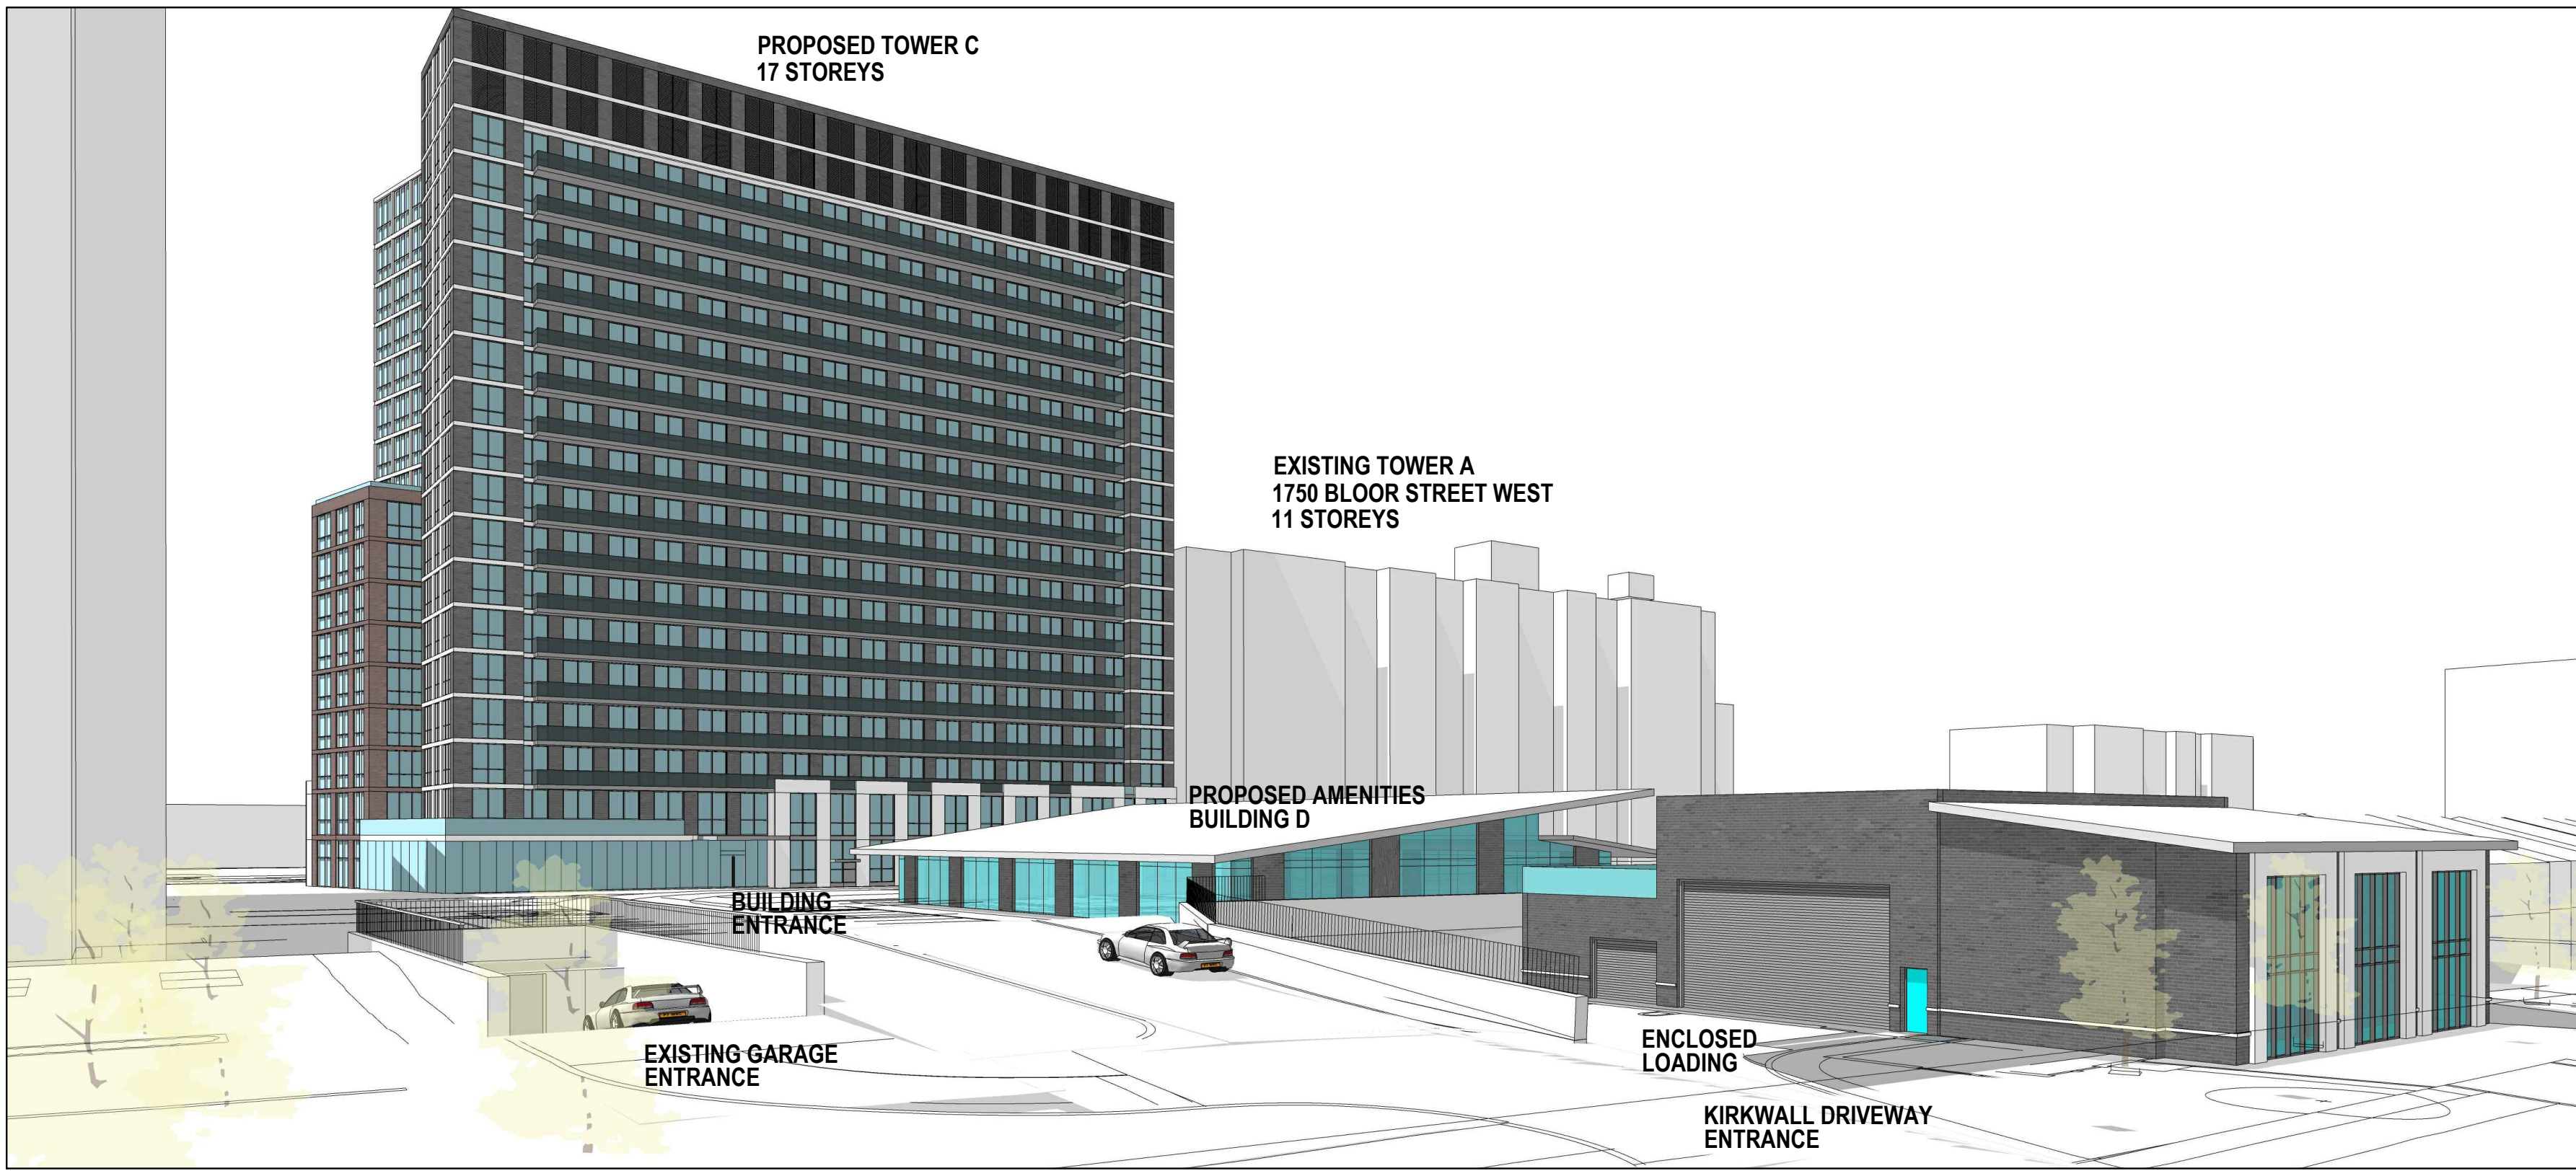 PROPOSED TOWER C
17 STOREYS
EXISTING TOWER A
1750 BLOOR STREET WEST
11 STOREYS
PROPOSED AMENITIES
BUILDING D
BUILDING
ENTRANCE
EXISTING GARAGE
ENTRANCE
ENCLOSED
LOADING
KIRKWALL DRIVEWAY
ENTRANCE